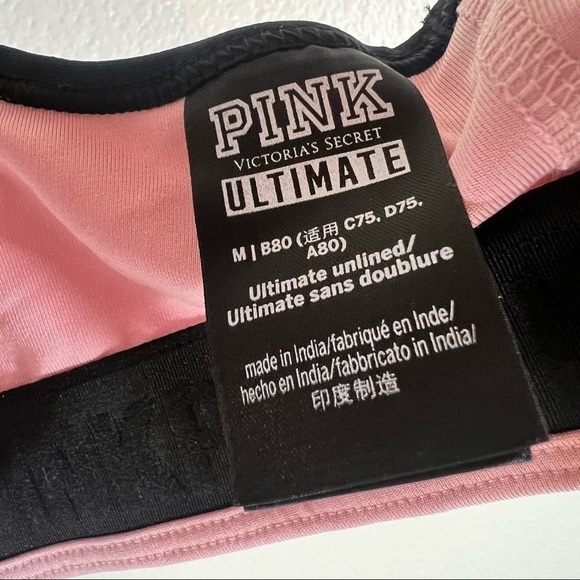 PINK
VICTORIA'S SECRET
ULTIMATE
M | B80 (适用 C75, D75,
A80)
Ultimate unlined/
Ultimate sans doublure
made in India/fabriqué en Inde/
hecho en India/fabbricato in India/
印度制造